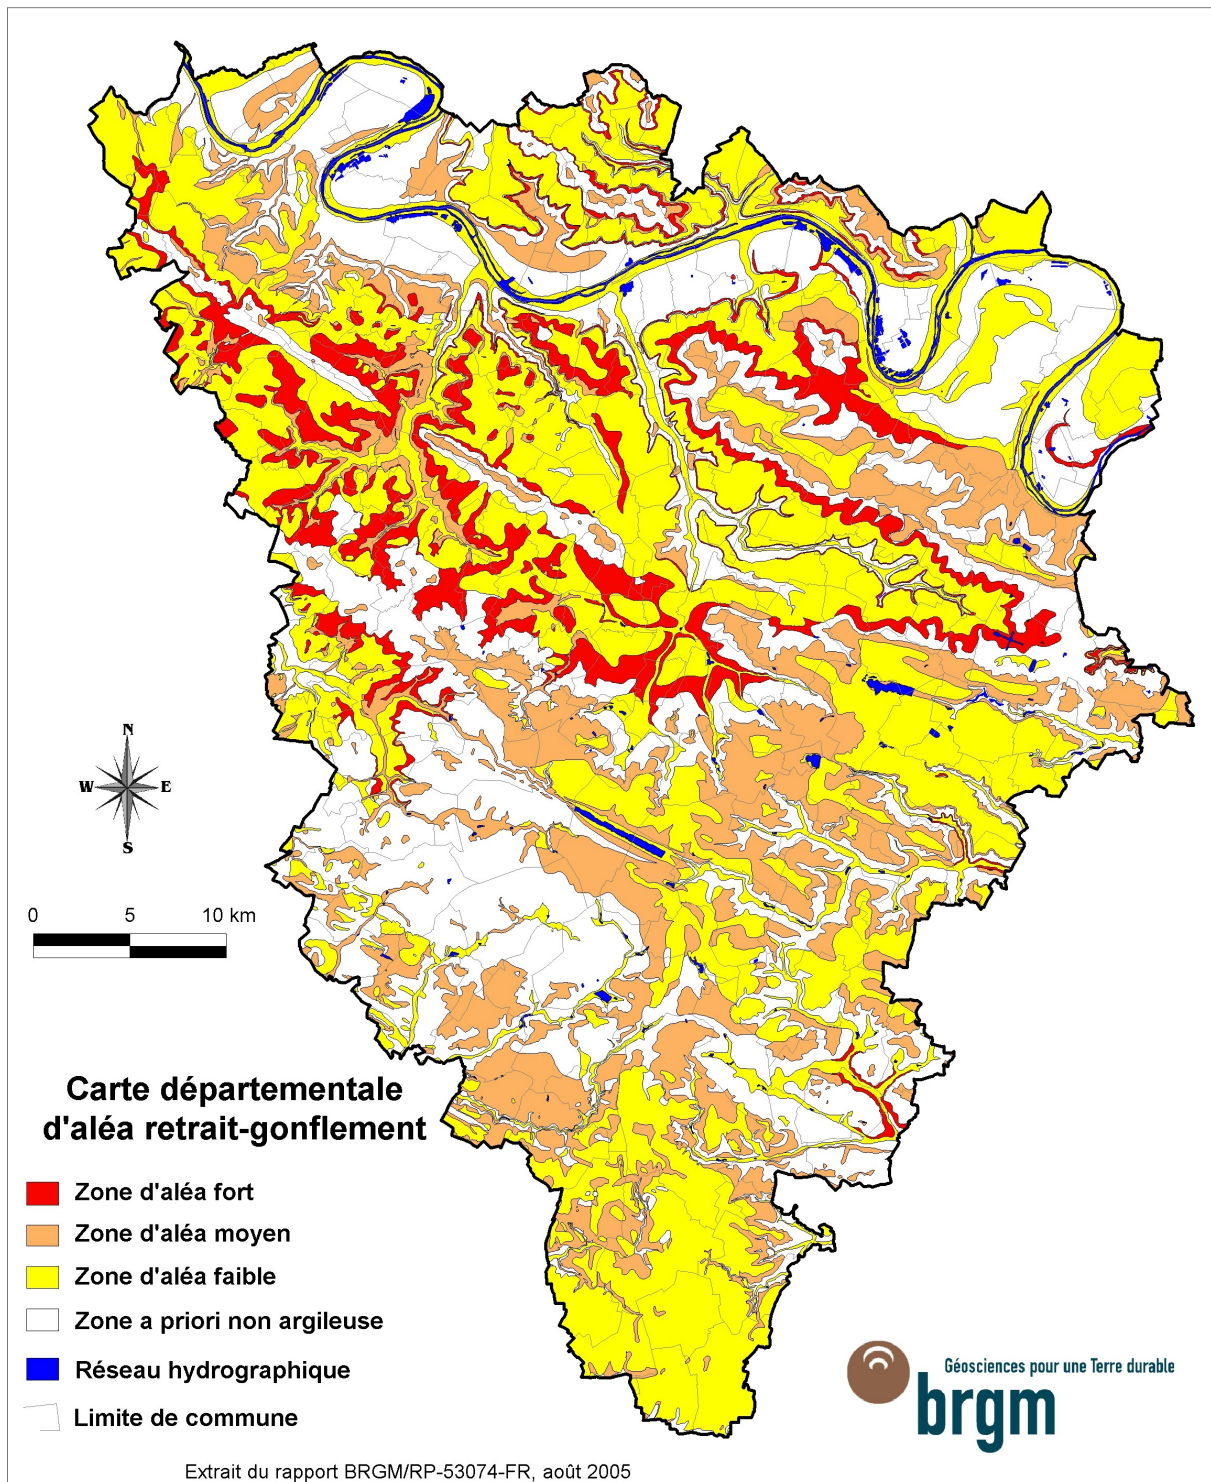 N
W E
S
0 5 10 km
Carte départementale
d'aléa retrait-gonflement
Zone d'aléa fort
Zone d'aléa moyen
Zone d'aléa faible
Zone a priori non argileuse
Réseau hydrographique
Limite de commune
Géosciences pour une Terre durable
brgm
Extrait du rapport BRGM/RP-53074-FR, août 2005